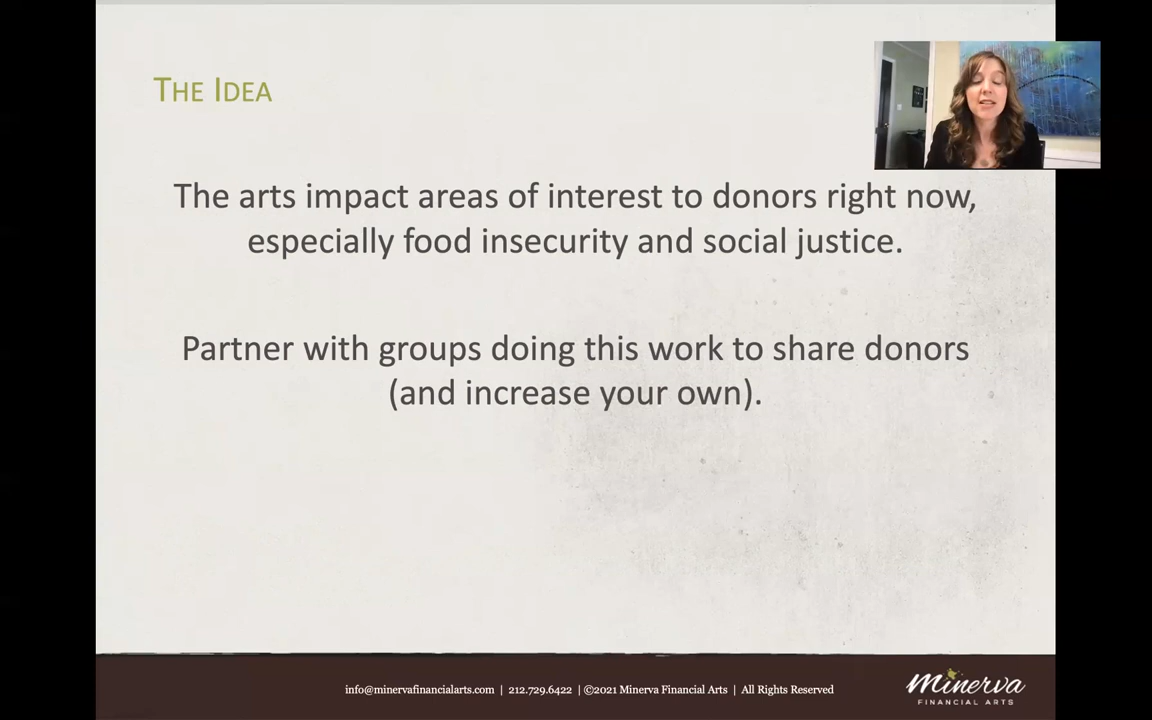 The Idea
The arts impact areas of interest to donors right now,
especially food insecurity and social justice.
Partner with groups doing this work to share donors
(and increase your own).
info@minervafinancialarts.com | 212.729.6422 | ©2021 Minerva Financial Arts | All Rights Reserved
Minerva
FINANCIAL ARTS